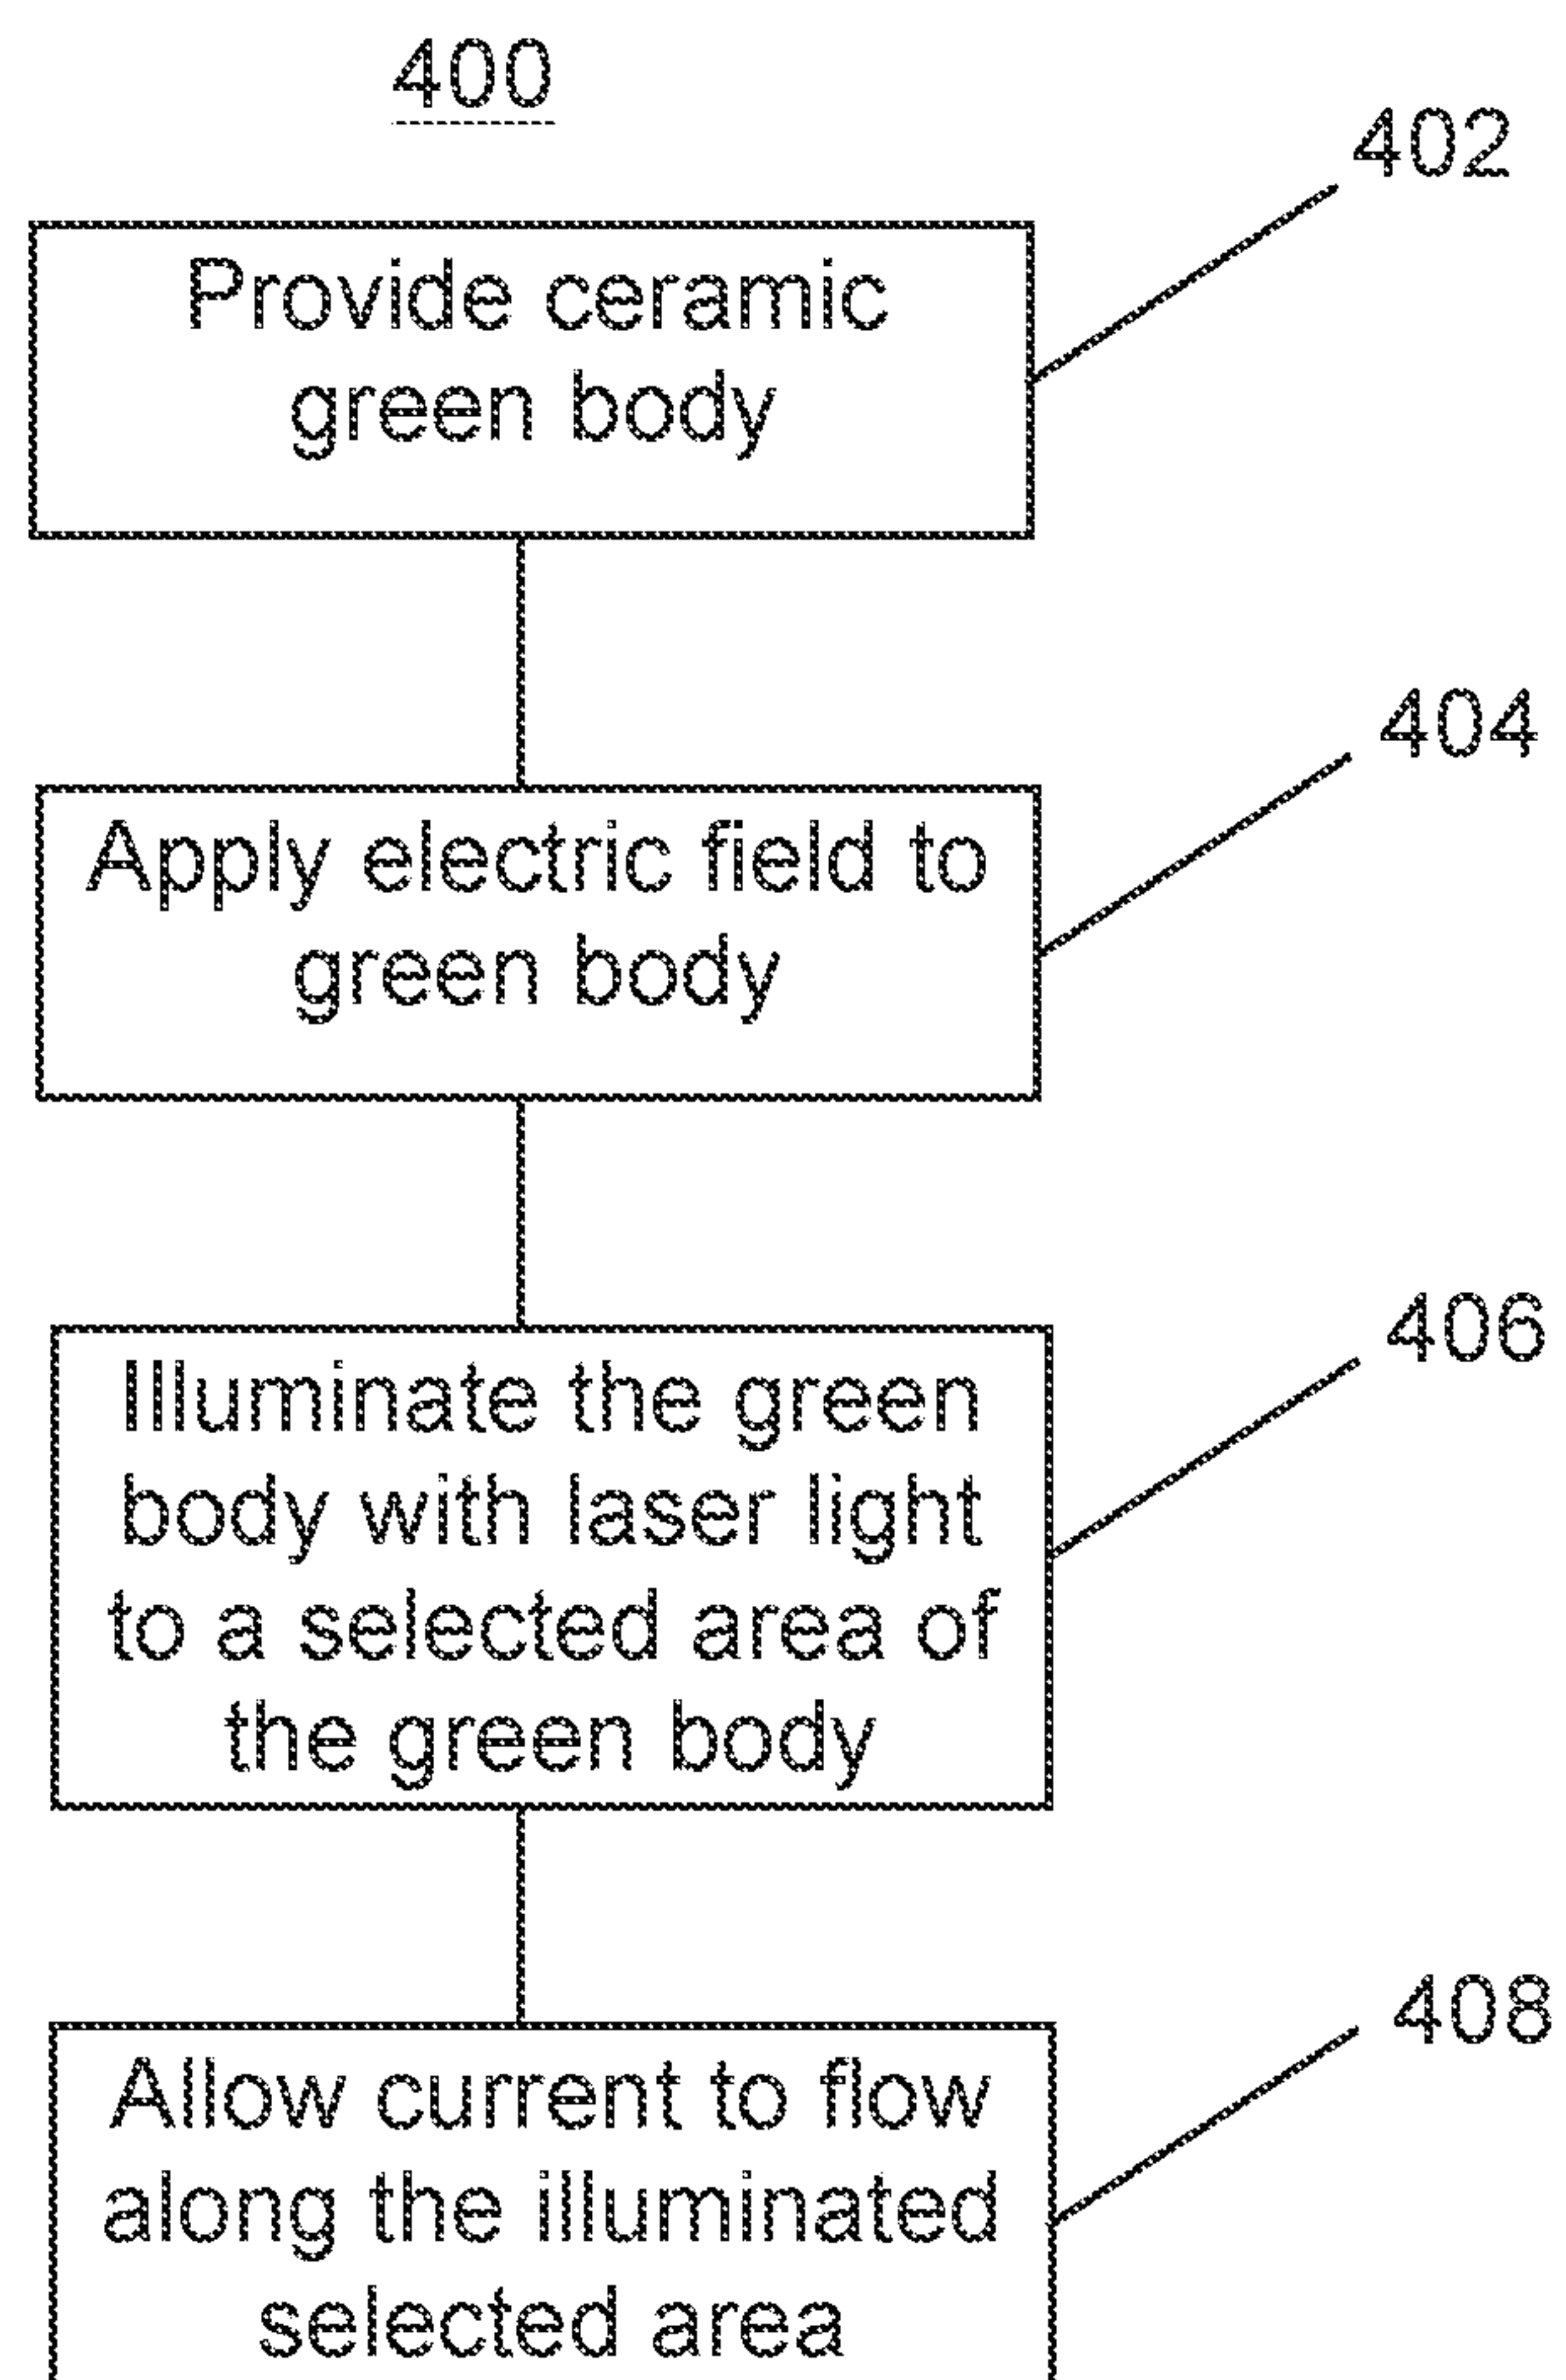 400
402
Provide ceramic
green body
404
Apply electric field to
green body
406
Illuminate the green
body with laser light
to a selected area of
the green body
408
Allow current to flow
along the illuminated
selected area